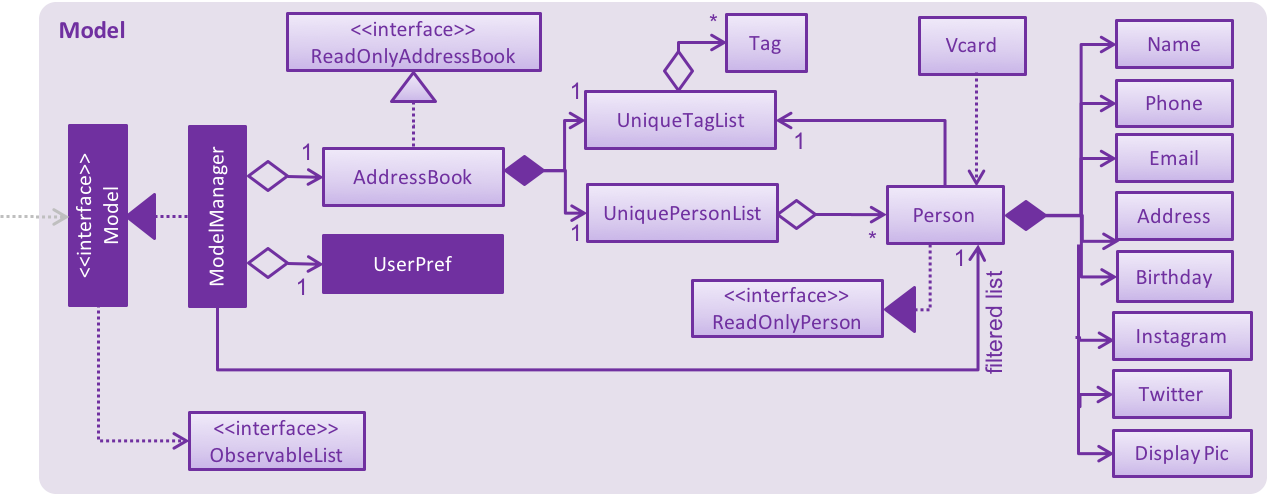 Model
<<interface>>
ReadOnlyAddressBook
*
Tag
Vcard
Name
Phone
Email
Address
Birthday
Instagram
Twitter
Display Pic
1
UniqueTagList
1
<<interface>>
Model
ModelManager
1
AddressBook
1
UniquePersonList
*
Person
1
UserPref
1
filtered list
<<interface>>
ReadOnlyPerson
<<interface>>
ObservableList